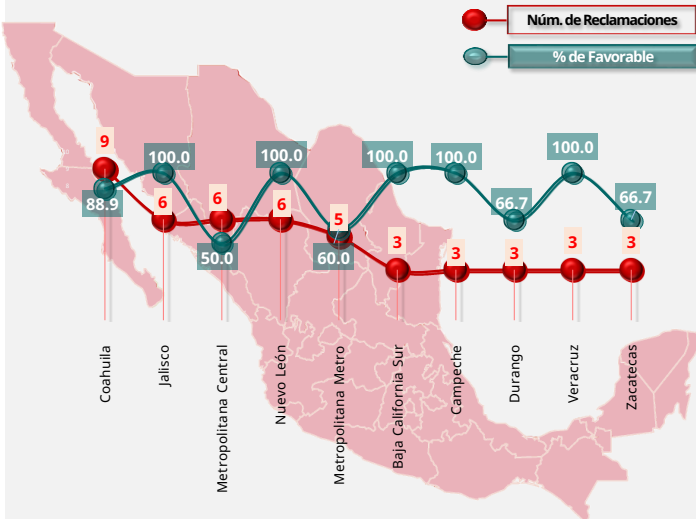 Núm. de Reclamaciones
% de Favorable
9
100.0
100.0
100.0
100.0
100.0
88.9
6
6
6
5
66.7
66.7
50.0
60.0
3
3
3
3
3
Coahuila
Jalisco
Metropolitana Central
Nuevo León
Metropolitana Metro
Baja California Sur
Campeche
Durango
Veracruz
Zacatecas